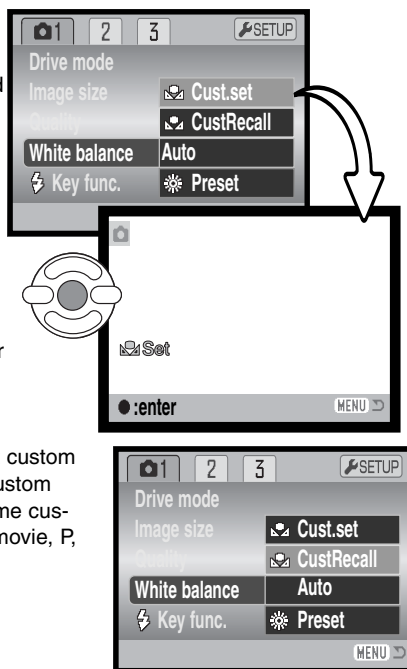 1 2 3 SETUP
Drive mode
Image size Cust.set
Quality CustRecall
White balance Auto
Key func. Preset
d
Set
:enter MENU
r
custom
ustom
me cus-
movie, P,
1 2 3 SETUP
Drive mode
Image size Cust.set
Quality CustRecall
White balance Auto
Key func. Preset
MENU